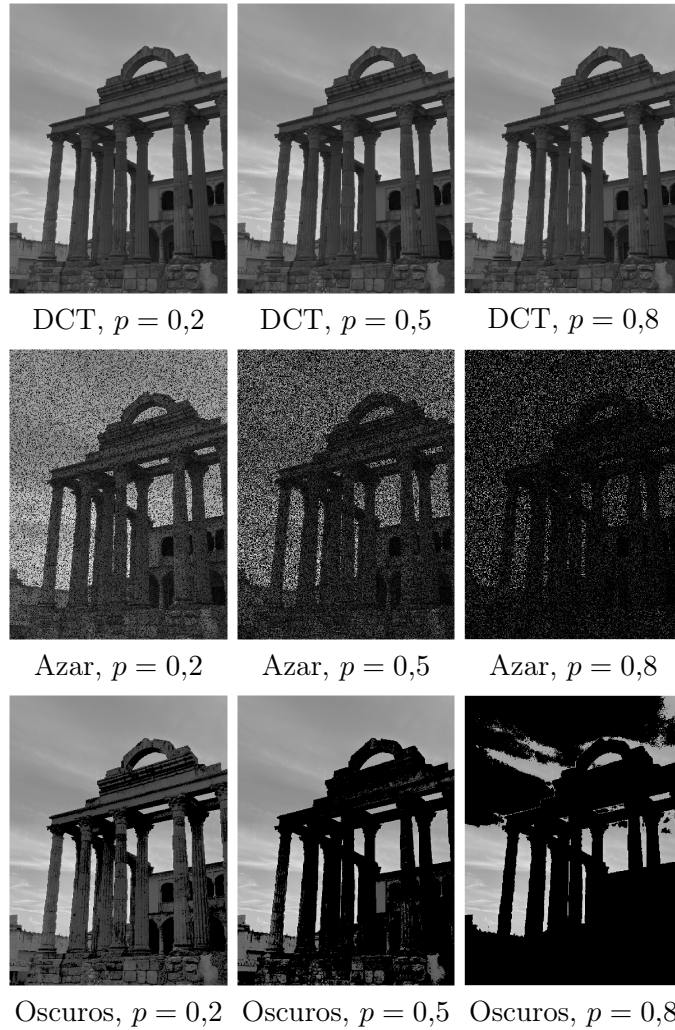 DCT, p = 0,2 DCT, p = 0,5 DCT, p = 0,8
Azar, p = 0,2 Azar, p = 0,5 Azar, p = 0,8
Oscuros, p = 0,2 Oscuros, p = 0,5 Oscuros, p = 0,8